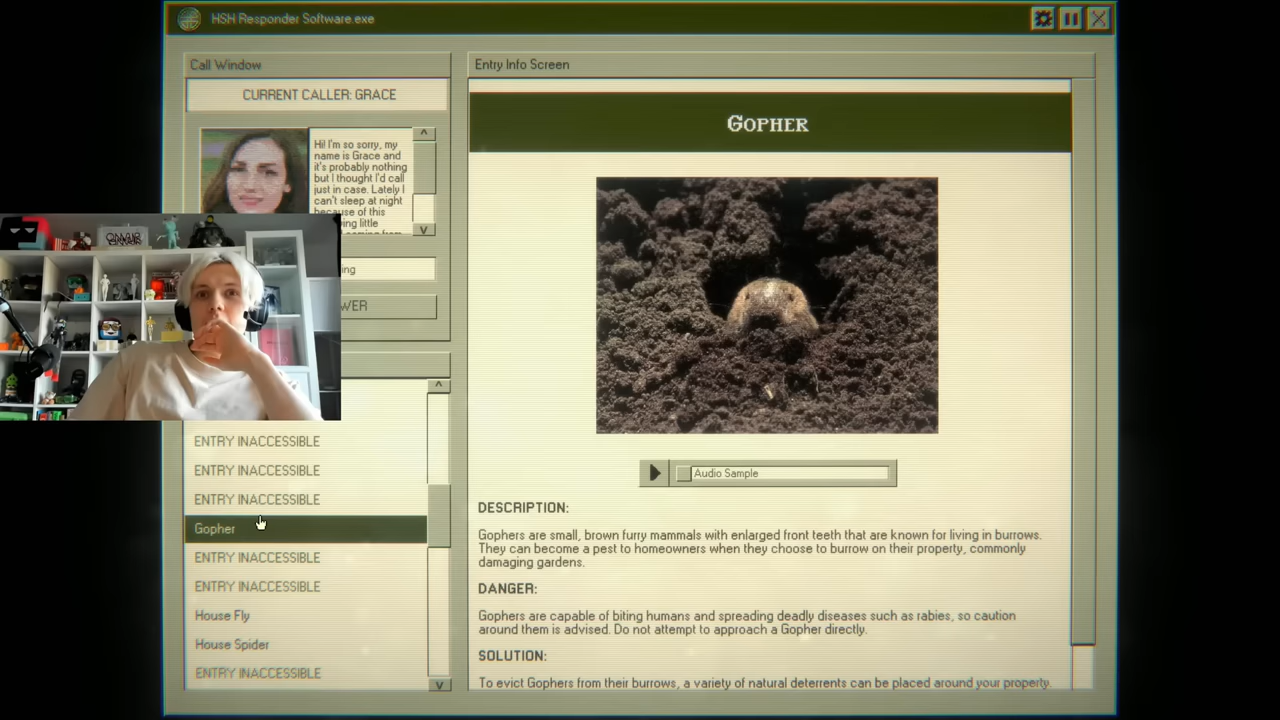 HSH Responder Software.exe
Call Window
CURRENT CALLER: GRACE
Hi! I'm so sorry, my
name is Grace and
it's probably nothing
but I thought I'd call
just in case. Lately I
can't sleep at night
because of this
little
ENTRY INACCESSIBLE
ENTRY INACCESSIBLE
ENTRY INACCESSIBLE
Gopher
ENTRY INACCESSIBLE
ENTRY INACCESSIBLE
House Fly
House Spider
ENTRY INACCESSIBLE
Entry Info Screen
GOPHER
Audio Sample
DESCRIPTION:
Gophers are small, brown furry mammals with enlarged front teeth that are known for living in burrows.
They can become a pest to homeowners when they choose to burrow on their property, commonly
damaging gardens.
DANGER:
Gophers are capable of biting humans and spreading deadly diseases such as rabies, so caution
around them is advised. Do not attempt to approach a Gopher directly.
SOLUTION:
To evict Gophers from their burrows, a variety of natural deterrents can be placed around your property.